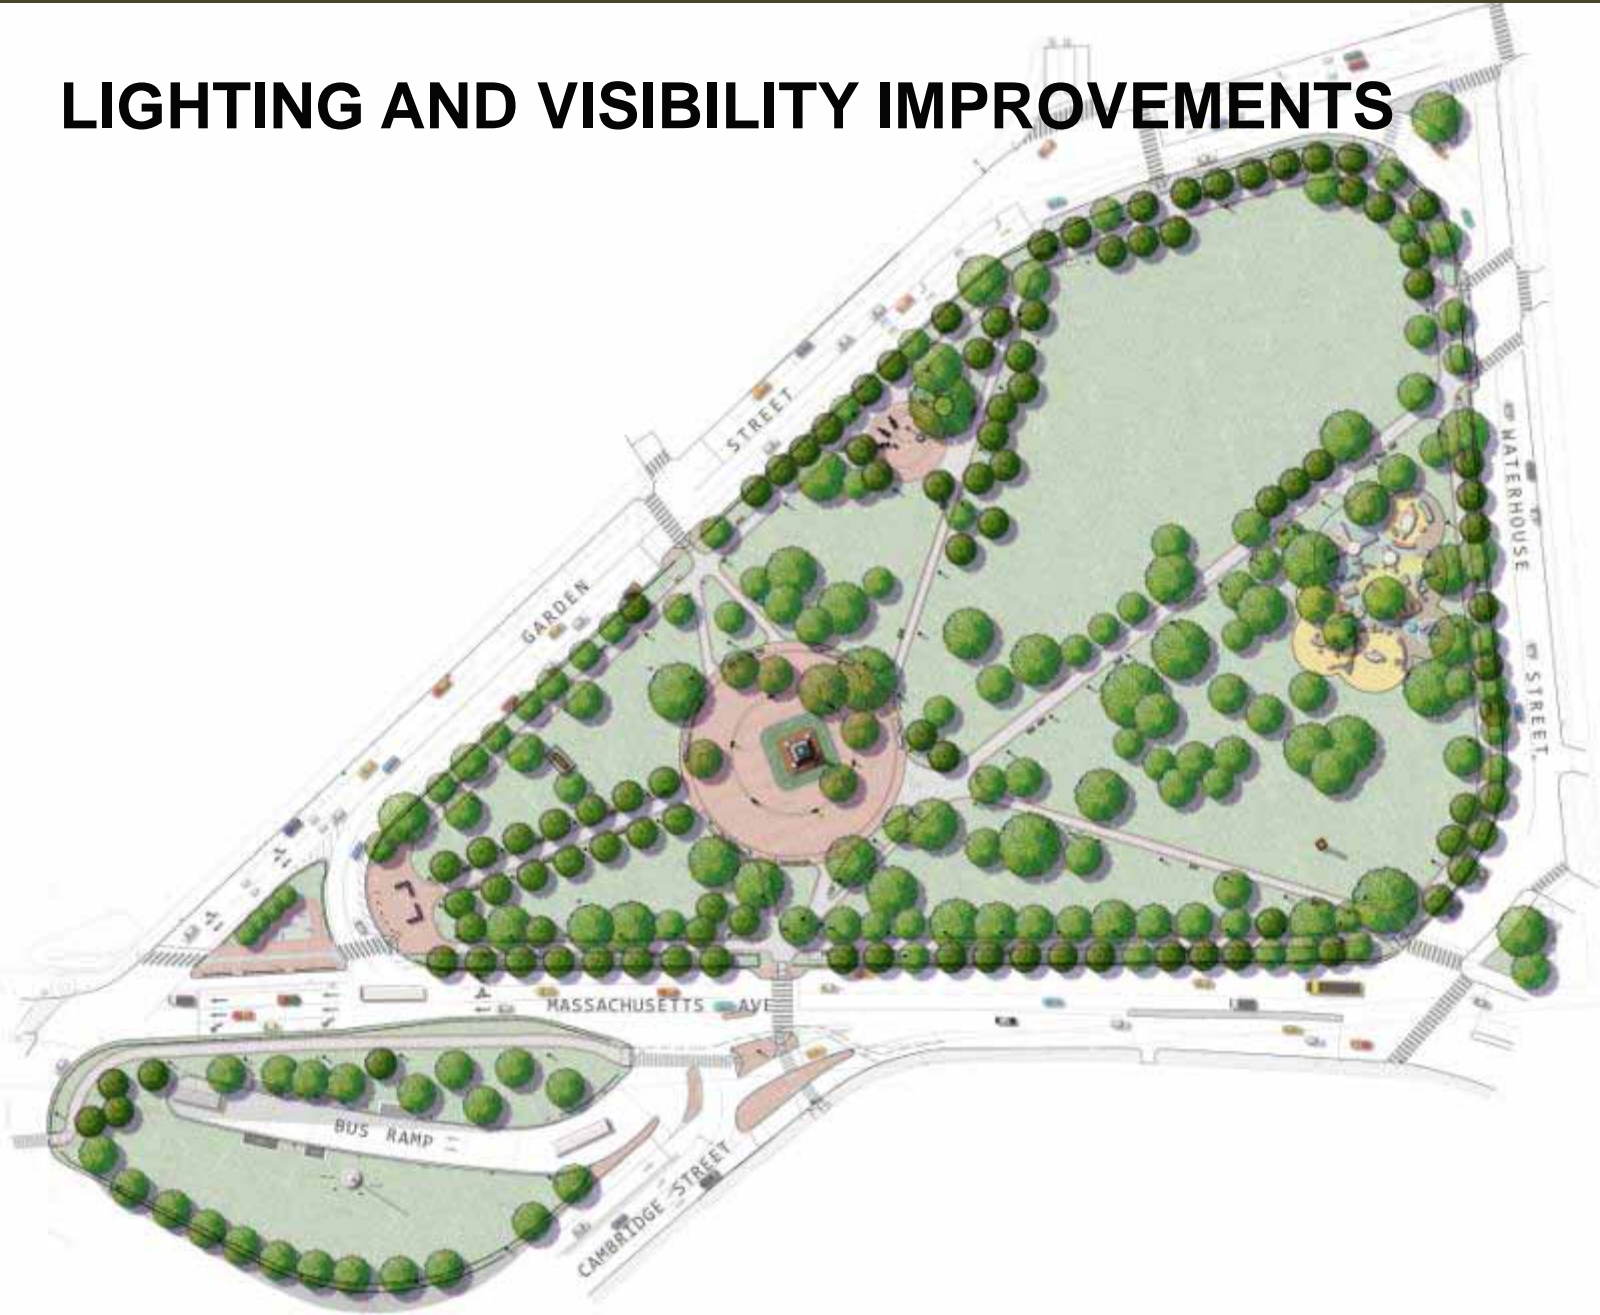 LIGHTING AND VISIBILITY IMPROVEMENTS
STREET
GARDEN
WATERHOUSE
STREET
MASSACHUSETTS AVE
BUS RAMP
CAMBRIDGE STREET